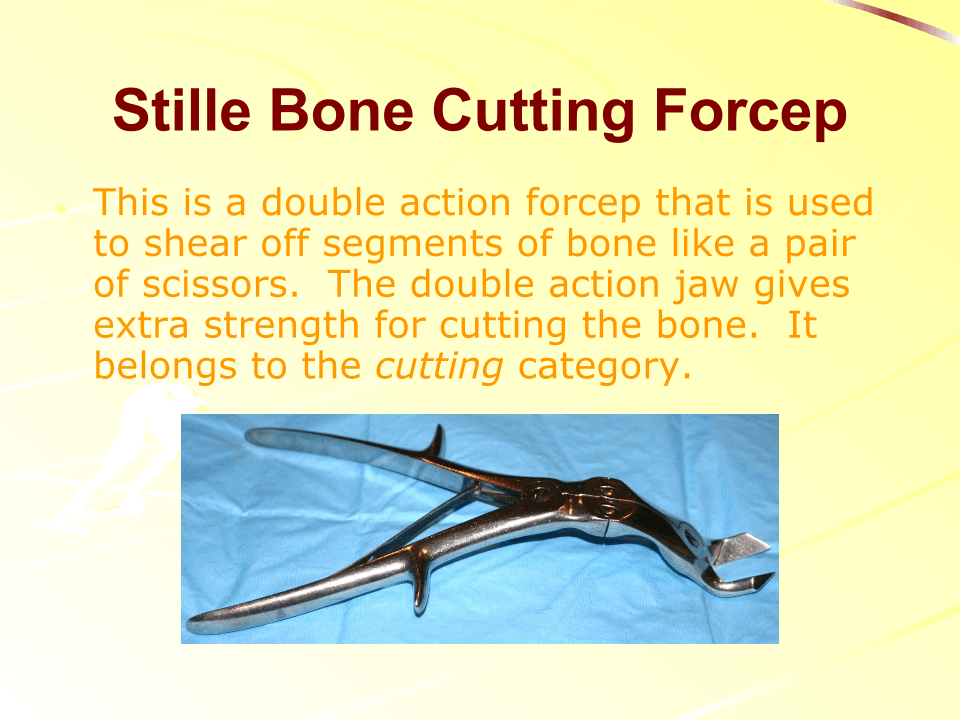 Stille Bone Cutting Forcep
• This is a double action forcep that is used
to shear off segments of bone like a pair
of scissors.  The double action jaw gives
extra strength for cutting the bone.  It
belongs to the cutting category.